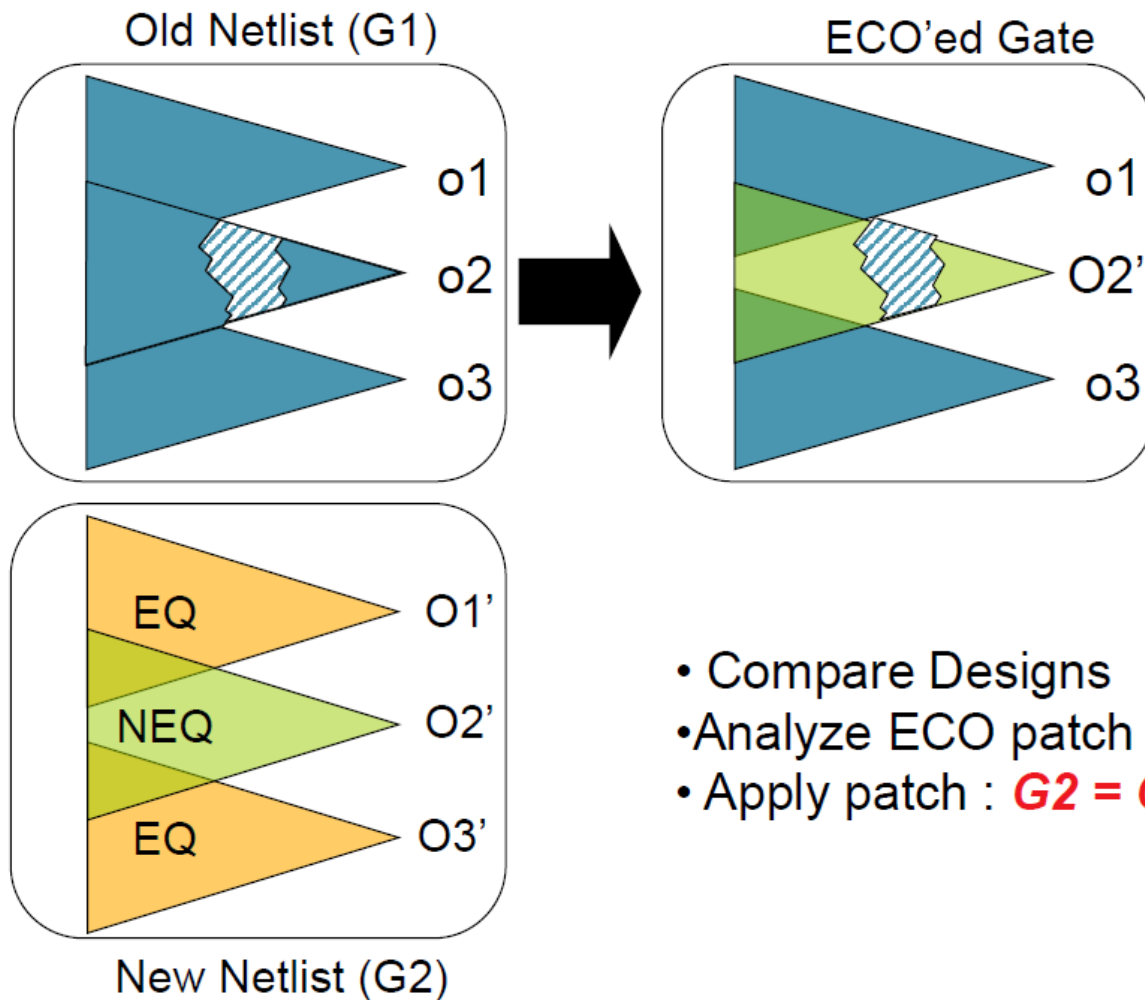 Old Netlist (G1)
ECO'ed Gate
o1
o2
o3
o1
O2'
o3
EQ
O1'
NEQ
O2'
EQ
O3'
New Netlist (G2)
• Compare Designs
•Analyze ECO patch
• Apply patch : G2 =